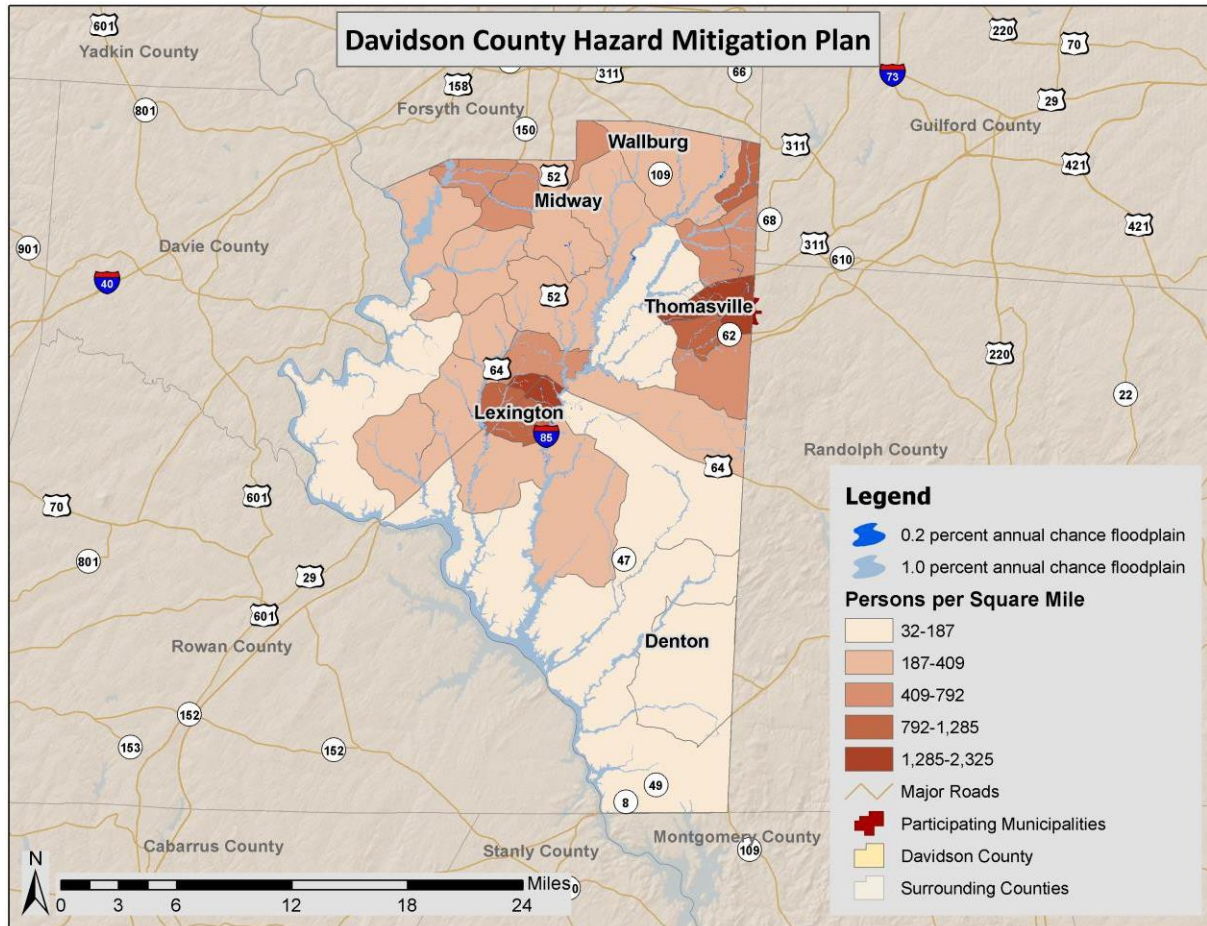 Davidson County Hazard Mitigation Plan
601
Yadkin County
801
158
311
66
220
70
73
29
Forsyth County
150
Guilford County
311
421
Wallburg
109
52
Midway
68
421
901
Davie County
311
610
40
52
Thomasville
62
220
64
22
Lexington
85
Randolph County
64
70
601
801
47
29
601
Rowan County
Denton
152
153
152
49
8
Cabarrus County
Stanly County
Montgomery County
109
Legend
0.2 percent annual chance floodplain
1.0 percent annual chance floodplain
Persons per Square Mile
32-187
187-409
409-792
792-1,285
1,285-2,325
Major Roads
Participating Municipalities
Davidson County
Surrounding Counties
N
Miles
0 3 6 12 18 24